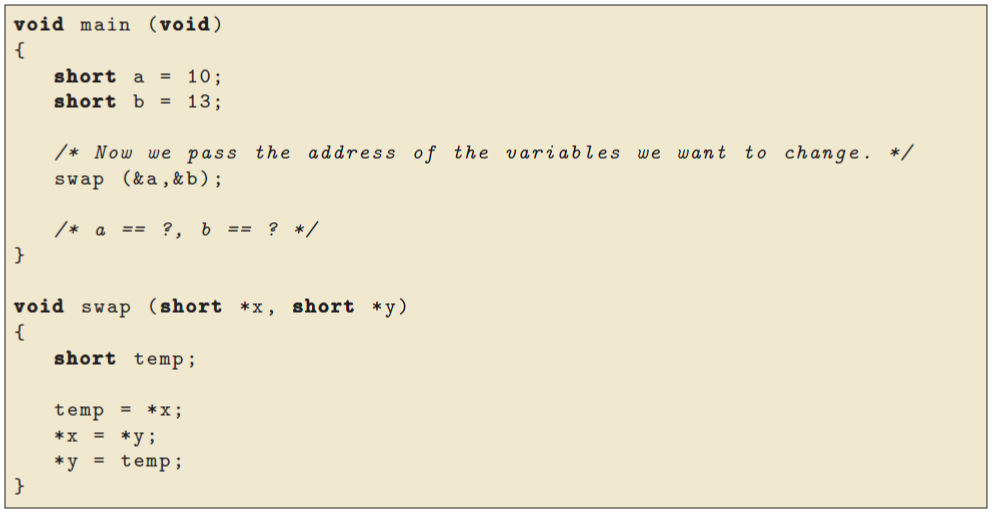 void main (void)
{
short a = 10;
short b = 13;
/* Now we pass the address of the variables we want to change. */
swap (&a,&b);
/* a == ?, b == ? */
}
void swap (short *x, short *y)
{
short temp;
temp = *x;
*x = *y;
*y = temp;
}